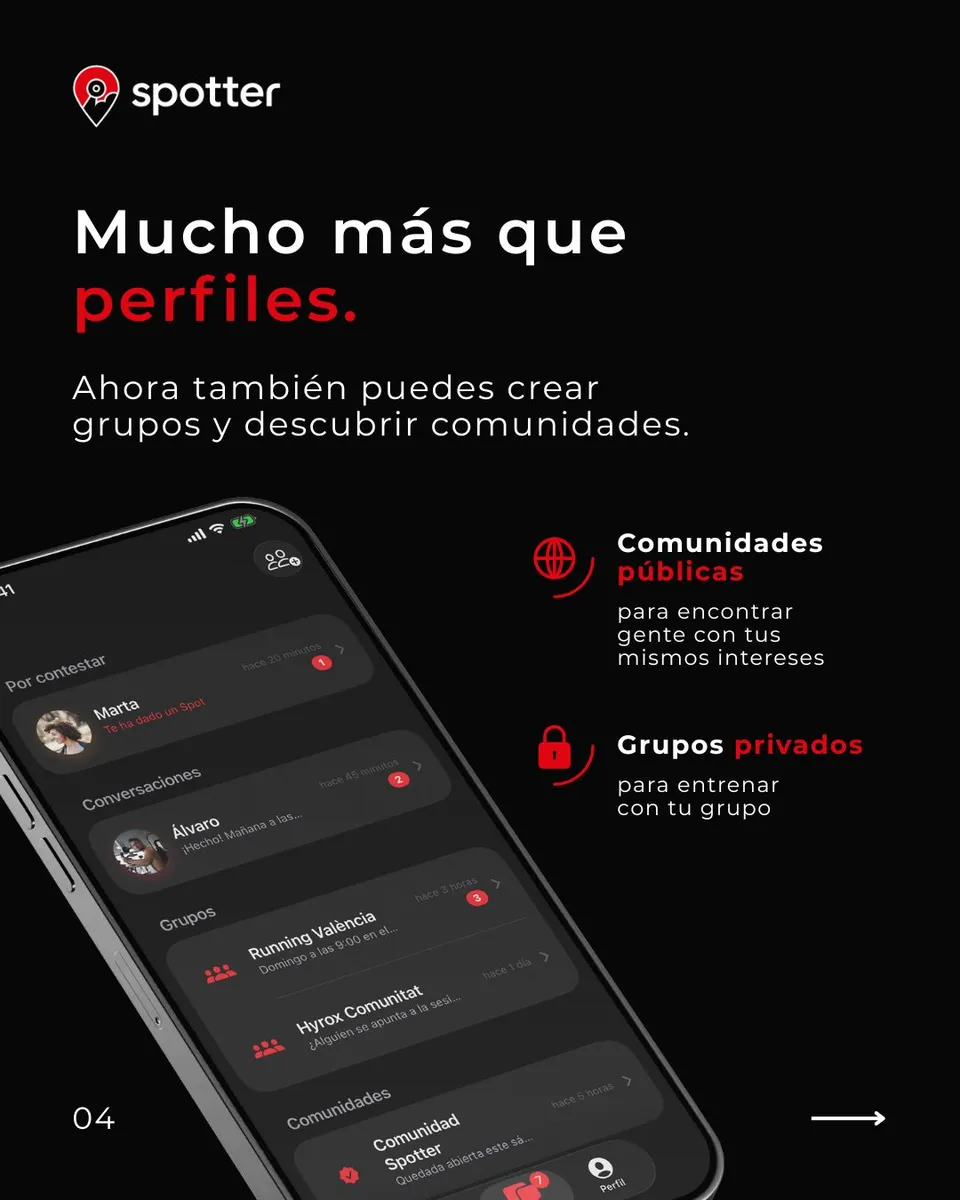 spotter
Mucho más que
perfiles.
Ahora también puedes crear
grupos y descubrir comunidades.
Comunidades
públicas
para encontrar
gente con tus
mismos intereses
Grupos privados
para entrenar
con tu grupo
41
Por contestar
Marta
Te ha dado un Spot
hace 20 minutos
1
Conversaciones
Álvaro
¡Hecho! Mañana a las...
hace 45 minutos
2
Grupos
Running València
Domingo a las 9:00 en el...
hace 3 horas
3
Hyrox Comunitat
¿Alguien se apunta a la sesi...
hace 1 día
Comunidades
Comunidad
Spotter
Quedada abierta este sá...
hace 5 horas
7
Perfil
04